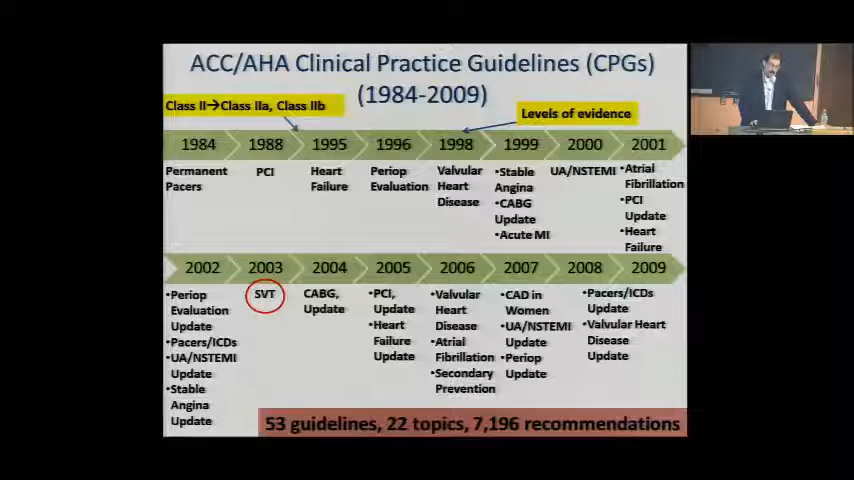 ACC/AHA Clinical Practice Guidelines (CPGs)
(1984-2009)
Class II→Class IIa, Class IIb
Levels of evidence
1984 1988 1995 1996 1998 1999 2000 2001
Permanent
Pacers
PCI
Heart
Failure
Periop
Evaluation
Valvular
Heart
Disease
•Stable
Angina
•CABG
Update
•Acute MI
UA/NSTEMI
•Atrial
Fibrillation
•PCI
Update
•Heart
Failure
2002 2003 2004 2005 2006 2007 2008 2009
•Periop
Evaluation
Update
•Pacers/ICDs
•UA/NSTEMI
Update
•Stable
Angina
Update
SVT
CABG,
Update
•PCI,
Update
•Heart
Failure
Update
•Valvular
Heart
Disease
•Atrial
Fibrillation
•Secondary
Prevention
•CAD in
Women
•UA/NSTEMI
Update
•Periop
Update
•Pacers/ICDs
Update
•Valvular Heart
Disease
Update
53 guidelines, 22 topics, 7,196 recommendations